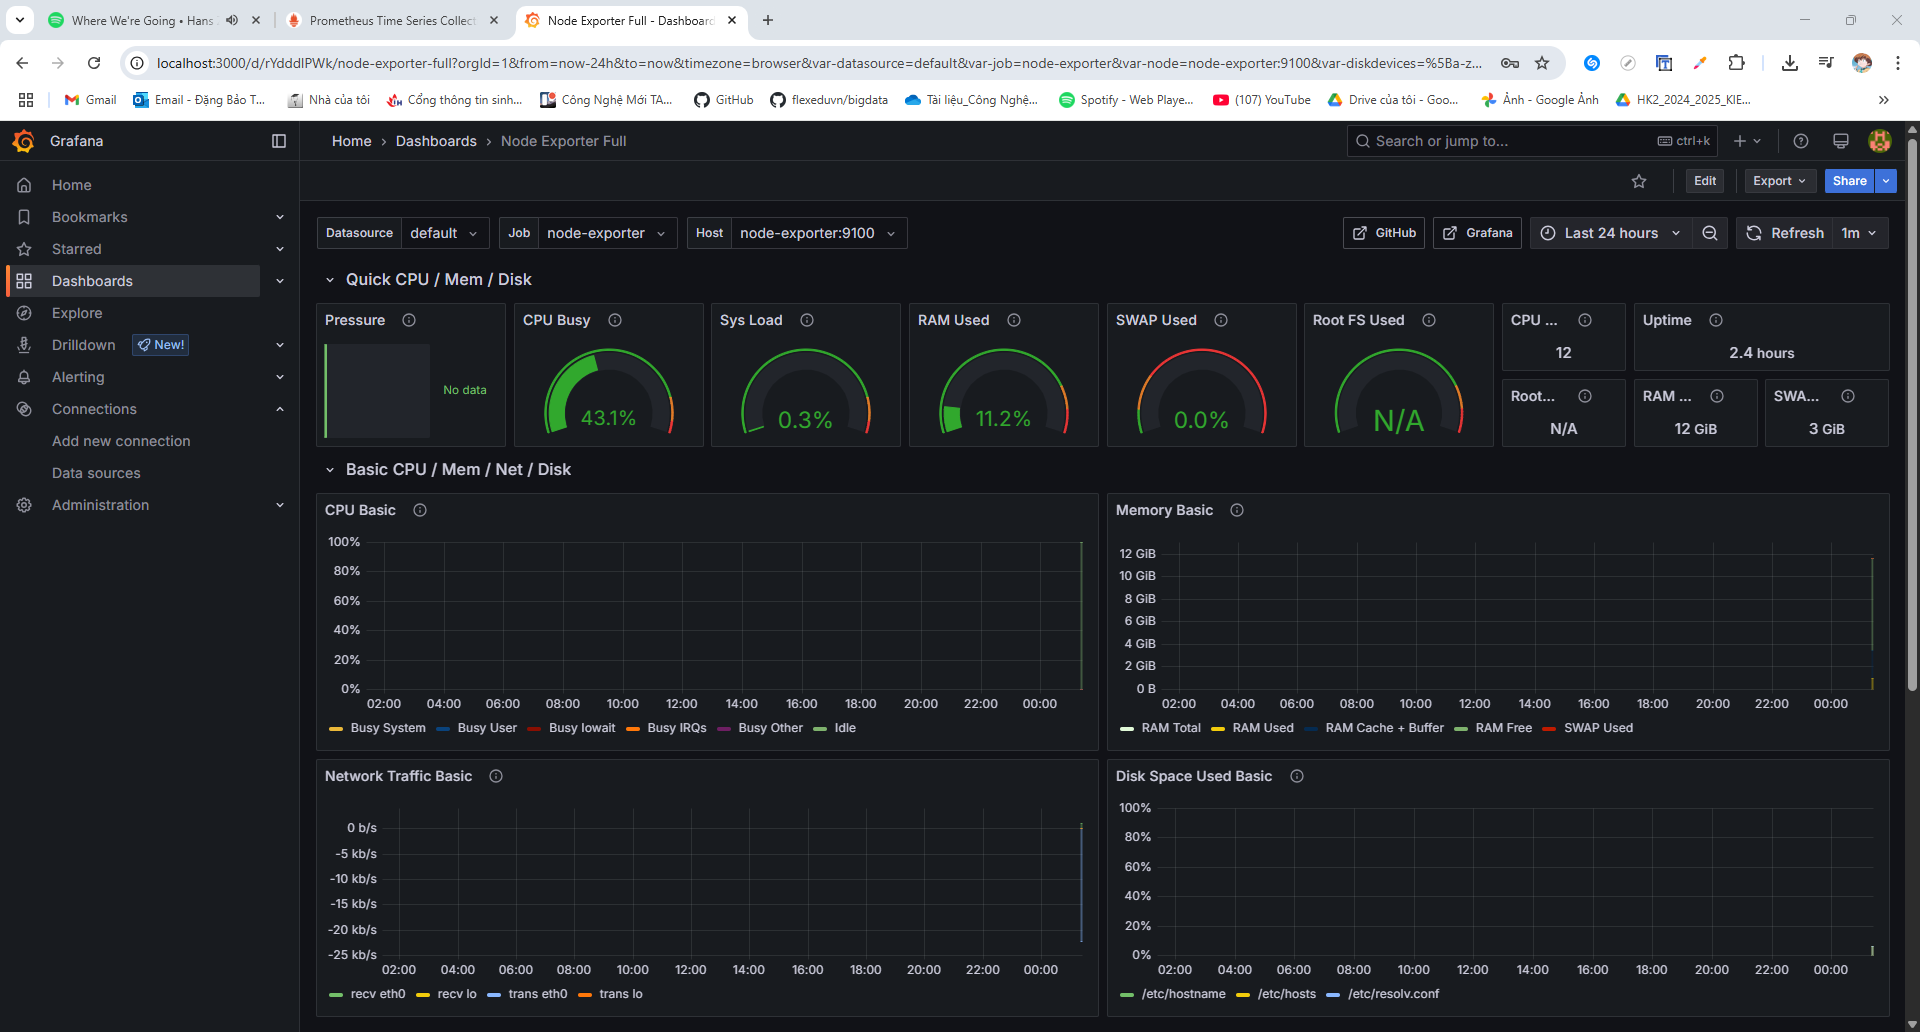 Where We're Going • Hans
Prometheus Time Series Collect
Node Exporter Full - Dashboard
localhost:3000/d/rYdddlPWk/node-exporter-full?orgId=1&from=now-24h&to=now&timezone=browser&var-datasource=default&var-job=node-exporter&var-node=node-exporter:9100&var-diskdevices=%5Ba-z...
Gmail
Email - Đặng Bảo T...
Nhà của tôi
Cổng thông tin sinh...
Công Nghệ Mới TA...
GitHub
flexeduvn/bigdata
Tài liệu_Công Nghệ...
Spotify - Web Playe...
(107) YouTube
Drive của tôi - Goo...
Ảnh - Google Ảnh
HK2_2024_2025_KIE...
Grafana
Home › Dashboards › Node Exporter Full
Search or jump to...
ctrl+k
Edit
Export
Share
Home
Bookmarks
Starred
Dashboards
Explore
Drilldown
New!
Alerting
Connections
Add new connection
Data sources
Administration
Datasource default
Job node-exporter
Host node-exporter:9100
GitHub
Grafana
Last 24 hours
Refresh
1m
Quick CPU / Mem / Disk
Pressure
No data
CPU Busy
43.1%
Sys Load
0.3%
RAM Used
11.2%
SWAP Used
0.0%
Root FS Used
N/A
CPU ...
12
Uptime
2.4 hours
Root...
N/A
RAM ...
12 GiB
SWA...
3 GiB
Basic CPU / Mem / Net / Disk
CPU Basic
100%
80%
60%
40%
20%
0%
02:00 04:00 06:00 08:00 10:00 12:00 14:00 16:00 18:00 20:00 22:00 00:00
Busy System Busy User Busy Iowait Busy IRQs Busy Other Idle
Memory Basic
12 GiB
10 GiB
8 GiB
6 GiB
4 GiB
2 GiB
0 B
02:00 04:00 06:00 08:00 10:00 12:00 14:00 16:00 18:00 20:00 22:00 00:00
RAM Total RAM Used RAM Cache + Buffer RAM Free SWAP Used
Network Traffic Basic
0 b/s
-5 kb/s
-10 kb/s
-15 kb/s
-20 kb/s
-25 kb/s
02:00 04:00 06:00 08:00 10:00 12:00 14:00 16:00 18:00 20:00 22:00 00:00
recv eth0 recv lo trans eth0 trans lo
Disk Space Used Basic
100%
80%
60%
40%
20%
0%
02:00 04:00 06:00 08:00 10:00 12:00 14:00 16:00 18:00 20:00 22:00 00:00
/etc/hostname /etc/hosts /etc/resolv.conf